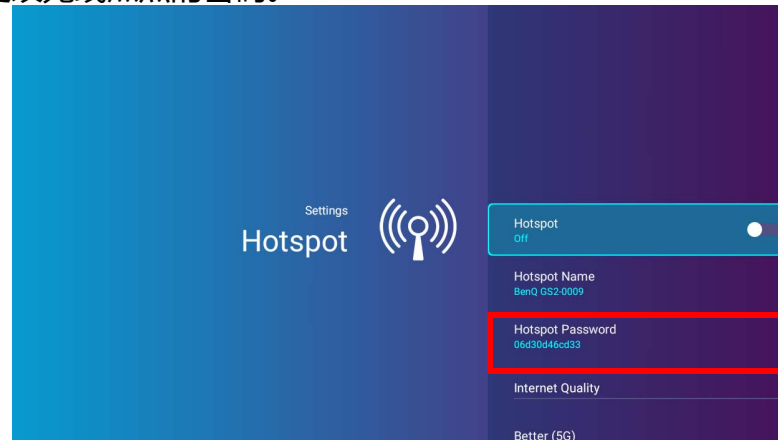 Settings
Hotspot
Hotspot
Off
Hotspot Name
BenQ GS2-0009
Hotspot Password
06d30d46cd33
Internet Quality
Better (5G)